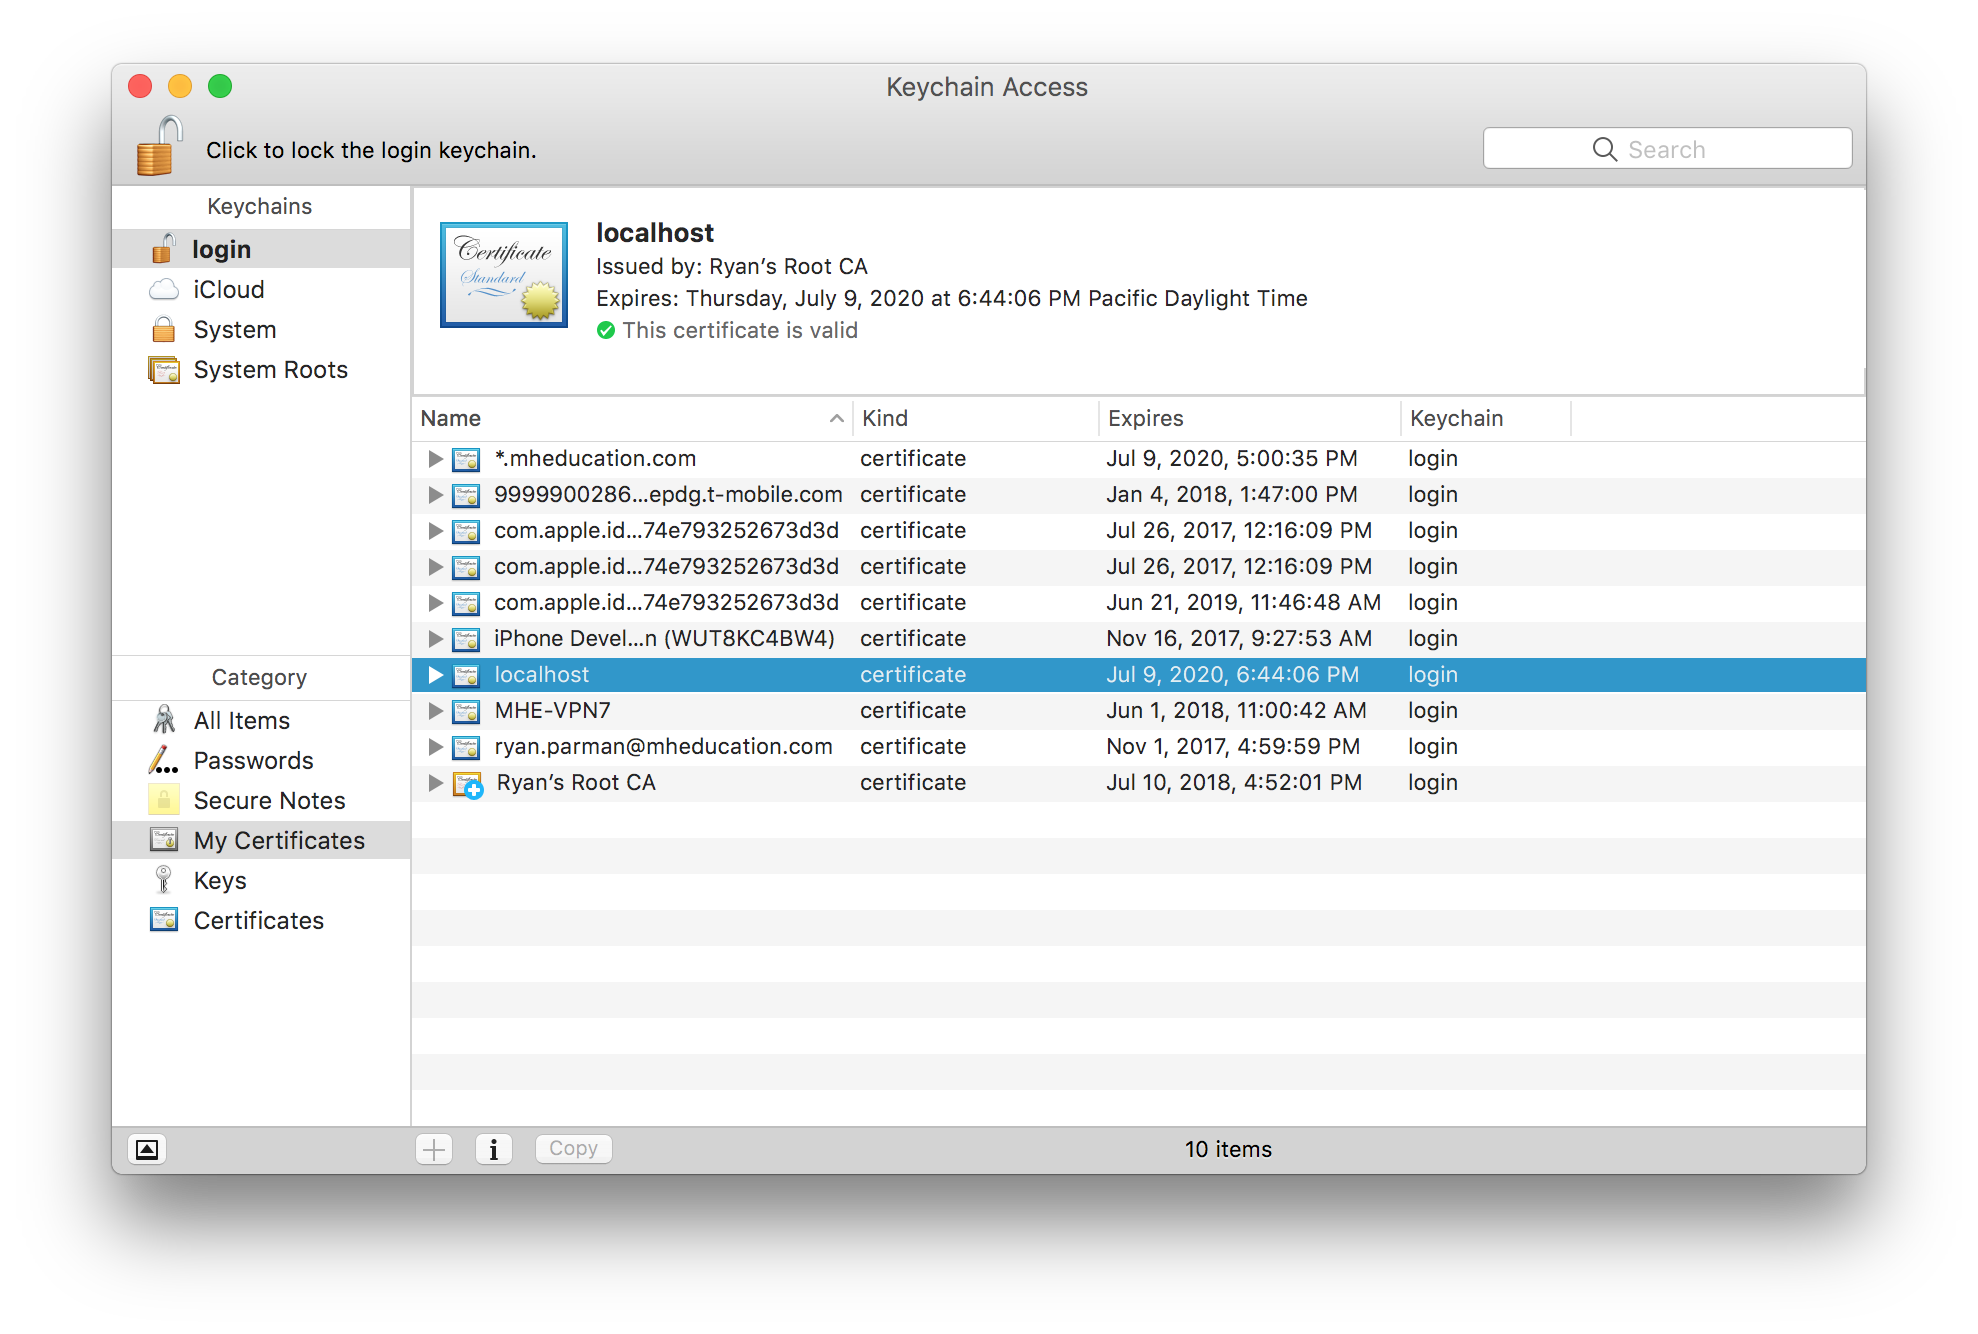 Keychain Access
Click to lock the login keychain.
Search
Keychains
login
iCloud
System
System Roots
Certificate
Standard
localhost
Issued by: Ryan’s Root CA
Expires: Thursday, July 9, 2020 at 6:44:06 PM Pacific Daylight Time
This certificate is valid
Name Kind Expires Keychain
*.mheducation.com certificate Jul 9, 2020, 5:00:35 PM login
9999900286...epdg.t-mobile.com certificate Jan 4, 2018, 1:47:00 PM login
com.apple.id...74e793252673d3d certificate Jul 26, 2017, 12:16:09 PM login
com.apple.id...74e793252673d3d certificate Jul 26, 2017, 12:16:09 PM login
com.apple.id...74e793252673d3d certificate Jun 21, 2019, 11:46:48 AM login
iPhone Devel...n (WUT8KC4BW4) certificate Nov 16, 2017, 9:27:53 AM login
localhost certificate Jul 9, 2020, 6:44:06 PM login
MHE-VPN7 certificate Jun 1, 2018, 11:00:42 AM login
ryan.parman@mheducation.com certificate Nov 1, 2017, 4:59:59 PM login
Ryan’s Root CA certificate Jul 10, 2018, 4:52:01 PM login
Category
All Items
Passwords
Secure Notes
My Certificates
Keys
Certificates
Copy
10 items